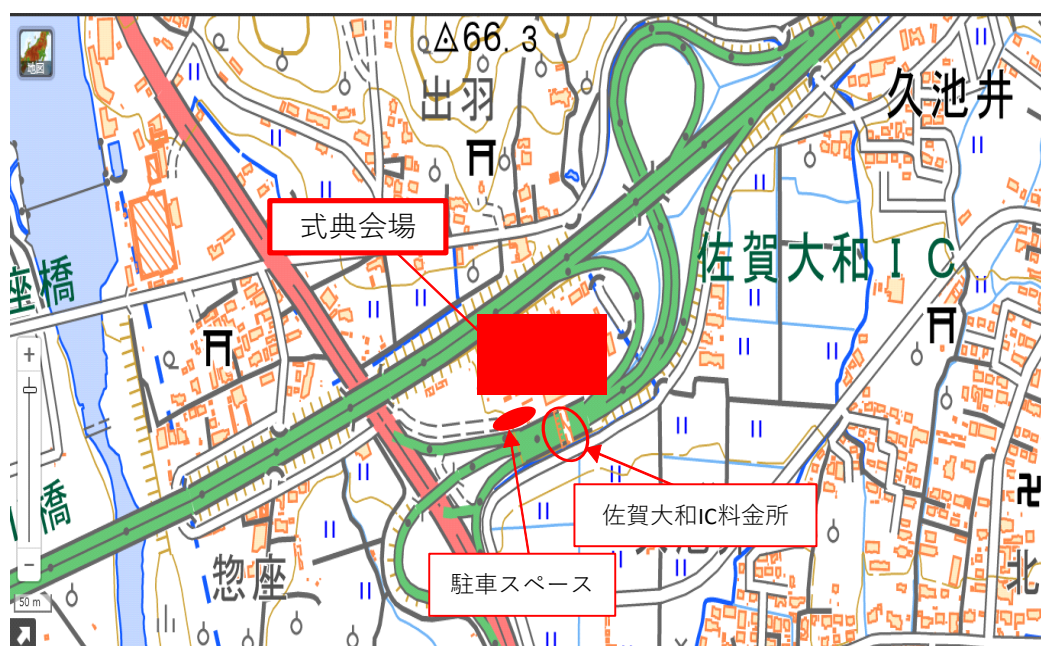 66.3
地図
出羽
久池井
式典会場
佐賀大和IC
座橋
+
佐賀大和IC料金所
橋
惣座
駐車スペース
北
−
50 m